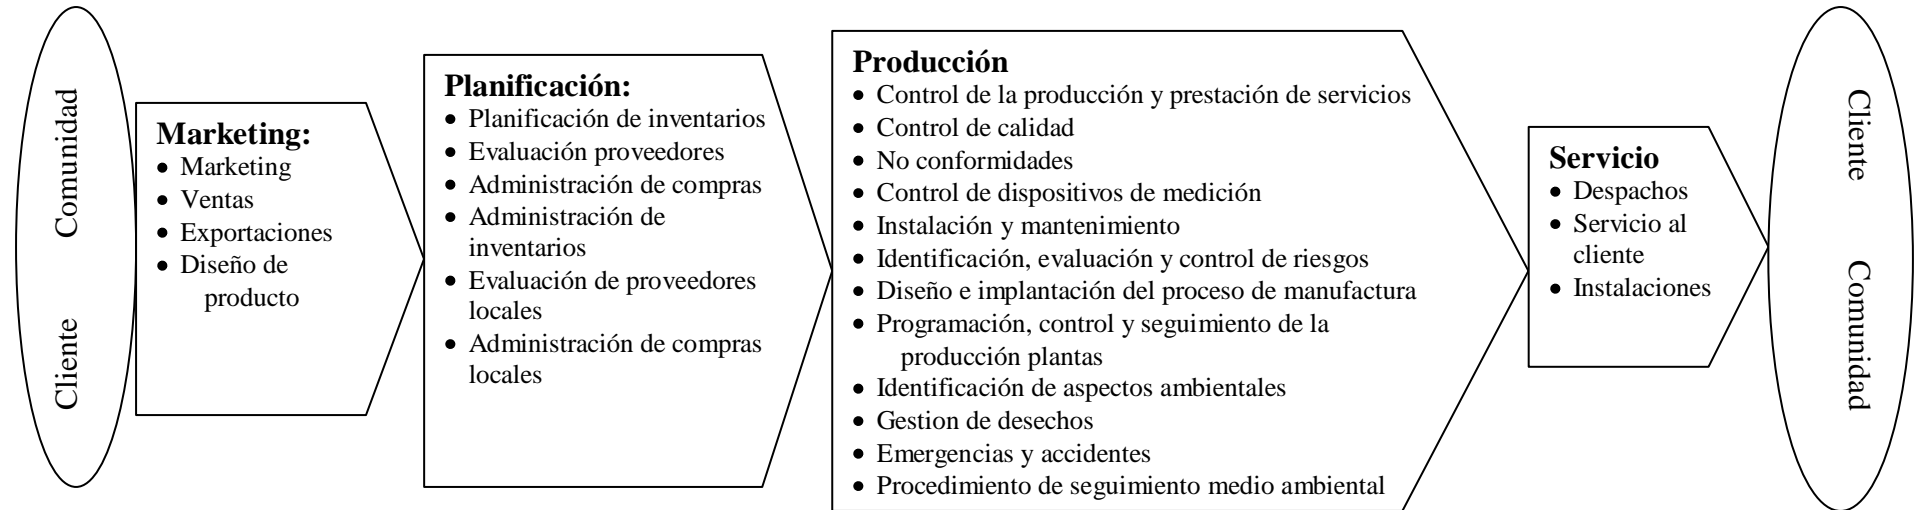 Comunidad
Cliente
Marketing:
• Marketing
• Ventas
• Exportaciones
• Diseño de
producto
Planificación:
• Planificación de inventarios
• Evaluación proveedores
• Administración de compras
• Administración de
inventarios
• Evaluación de proveedores
locales
• Administración de compras
locales
Producción
• Control de la producción y prestación de servicios
• Control de calidad
• No conformidades
• Control de dispositivos de medición
• Instalación y mantenimiento
• Identificación, evaluación y control de riesgos
• Diseño e implantación del proceso de manufactura
• Programación, control y seguimiento de la
producción plantas
• Identificación de aspectos ambientales
• Gestion de desechos
• Emergencias y accidentes
• Procedimiento de seguimiento medio ambiental
Servicio
• Despachos
• Servicio al
cliente
• Instalaciones
Cliente
Comunidad